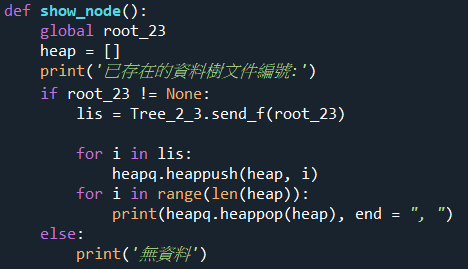 def show_node():
    global root_23
    heap = []
    print('已存在的資料樹文件編號:')
    if root_23 != None:
        lis = Tree_2_3.send_f(root_23)
        for i in lis:
            heapq.heappush(heap, i)
        for i in range(len(heap)):
            print(heapq.heappop(heap), end = ", ")
    else:
        print('無資料')